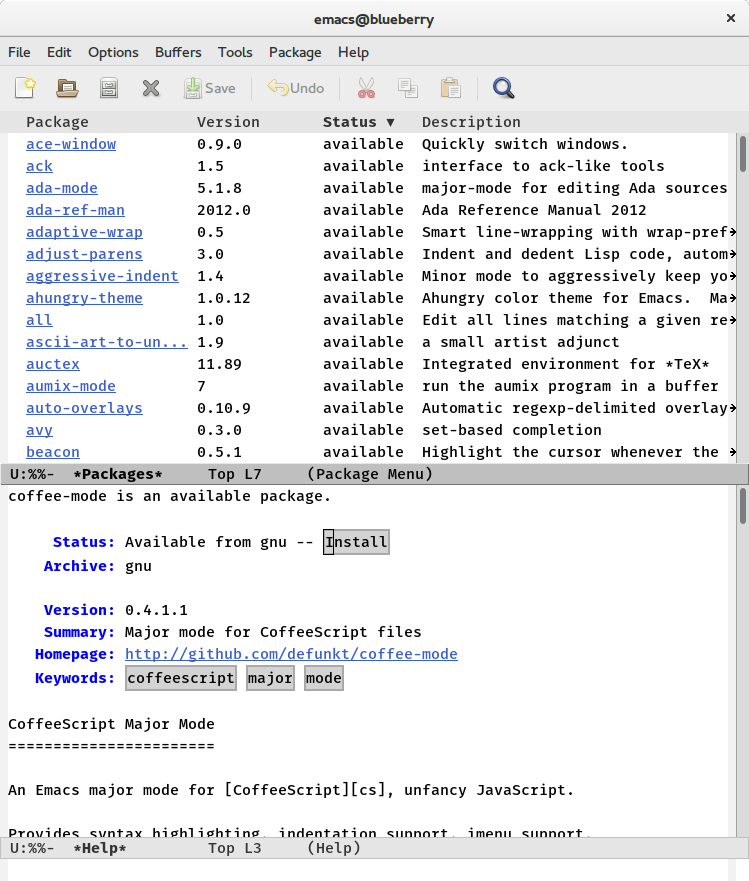 emacs@blueberry ×
File Edit Options Buffers Tools Package Help
Save Undo
Package Version Status ▼ Description
ace-window 0.9.0 available Quickly switch windows.
ack 1.5 available interface to ack-like tools
ada-mode 5.1.8 available major-mode for editing Ada sources
ada-ref-man 2012.0 available Ada Reference Manual 2012
adaptive-wrap 0.5 available Smart line-wrapping with wrap-pref→
adjust-parens 3.0 available Indent and dedent Lisp code, autom→
aggressive-indent 1.4 available Minor mode to aggressively keep yo→
ahungry-theme 1.0.12 available Ahungry color theme for Emacs.  Ma→
all 1.0 available Edit all lines matching a given re→
ascii-art-to-un... 1.9 available a small artist adjunct
auctex 11.89 available Integrated environment for *TeX*
aumix-mode 7 available run the aumix program in a buffer
auto-overlays 0.10.9 available Automatic regexp-delimited overlay→
avy 0.3.0 available set-based completion
beacon 0.5.1 available Highlight the cursor whenever the →
U:%%-  *Packages*     Top L7     (Package Menu)
coffee-mode is an available package.
Status: Available from gnu -- Install
Archive: gnu
Version: 0.4.1.1
Summary: Major mode for CoffeeScript files
Homepage: http://github.com/defunkt/coffee-mode
Keywords: coffeescript major mode
CoffeeScript Major Mode
=======================
An Emacs major mode for [CoffeeScript][cs], unfancy JavaScript.
Provides syntax highlighting, indentation support, imenu support,
U:%%-  *Help*         Top L3     (Help)